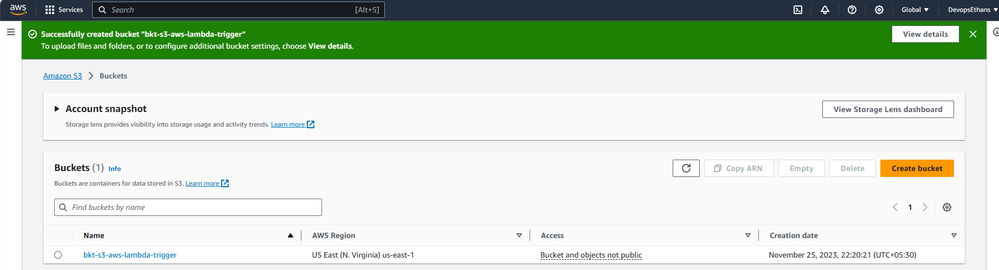 aws Services Search [Alt+S] Global DevopsEthans
Successfully created bucket "bkt-s3-aws-lambda-trigger" View details
To upload files and folders, or to configure additional bucket settings, choose View details.
Amazon S3 Buckets
Account snapshot View Storage Lens dashboard
Storage lens provides visibility into storage usage and activity trends. Learn more
Buckets (1) Info Copy ARN Empty Delete Create bucket
Buckets are containers for data stored in S3. Learn more
Find buckets by name 1
Name AWS Region Access Creation date
bkt-s3-aws-lambda-trigger US East (N. Virginia) us-east-1 Bucket and objects not public November 25, 2023, 22:20:21 (UTC+05:30)